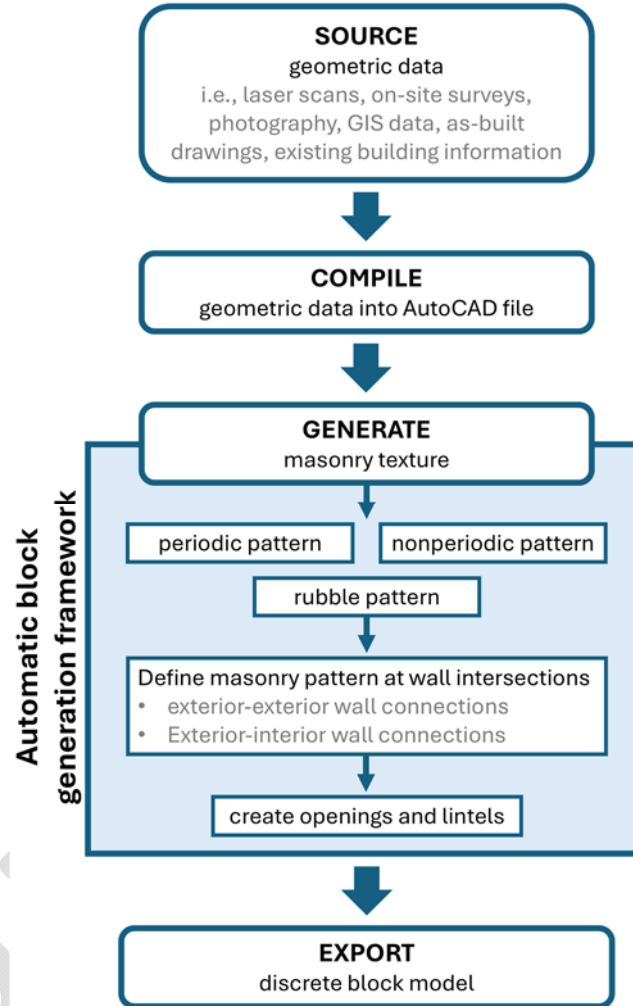 SOURCE
geometric data
i.e., laser scans, on-site surveys,
photography, GIS data, as-built
drawings, existing building information
COMPILE
geometric data into AutoCAD file
GENERATE
masonry texture
Automatic block
generation framework
periodic pattern
nonperiodic pattern
rubble pattern
Define masonry pattern at wall intersections
• exterior-exterior wall connections
• Exterior-interior wall connections
create openings and lintels
EXPORT
discrete block model